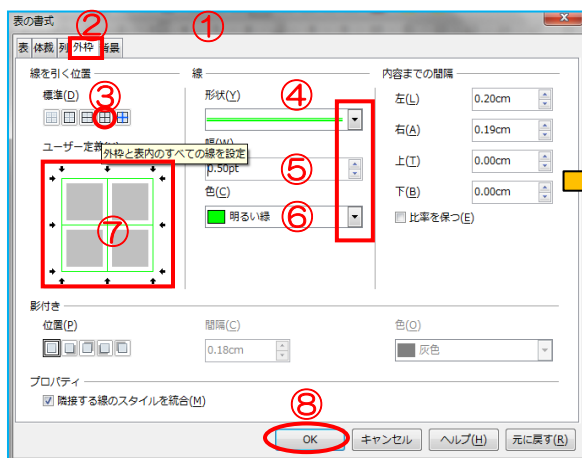 表の書式
①
②
表 体裁 列 外枠 背景
線を引く位置
標準(D)
③
ユーザー定義(
外枠と表内のすべての線を設定
⑦
線
形状(Y)
④
幅(W)
0.50pt
⑤
色(C)
明るい緑
⑥
内容までの間隔
左(L) 0.20cm
右(A) 0.19cm
上(T) 0.00cm
下(B) 0.00cm
比率を保つ(E)
影付き
位置(P)
間隔(C)
0.18cm
色(O)
灰色
プロパティ
隣接する線のスタイルを統合(M)
⑧
OK キャンセル ヘルプ(H) 元に戻す(R)